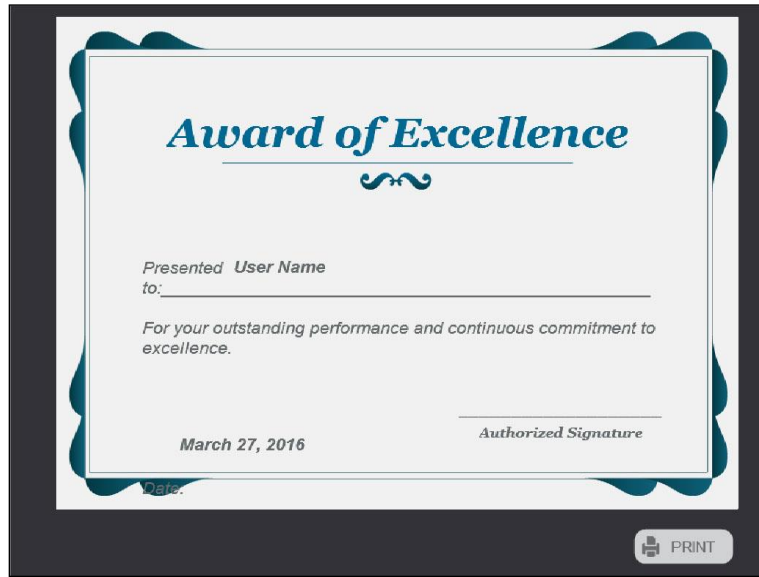 Award of Excellence
Presented User Name
to:
For your outstanding performance and continuous commitment to
excellence.
Authorized Signature
March 27, 2016
Date:
PRINT